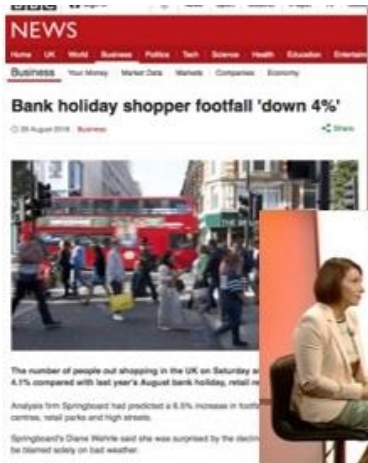 BBC
NEWS
Home UK World Business Politics Tech Science Health Education
Business Your Money Market Data Markets Companies Economy
Bank holiday shopper footfall 'down 4%'
August Business Share
The number of people out shopping in the UK on Saturday
4.1% compared with last year's August bank holiday, retail
Analysis firm Springboard had predicted a increase in
centres, retail parks and high streets.
Springboard's Diane Wehrle said she was surprised by the
be blamed solely on bad weather.